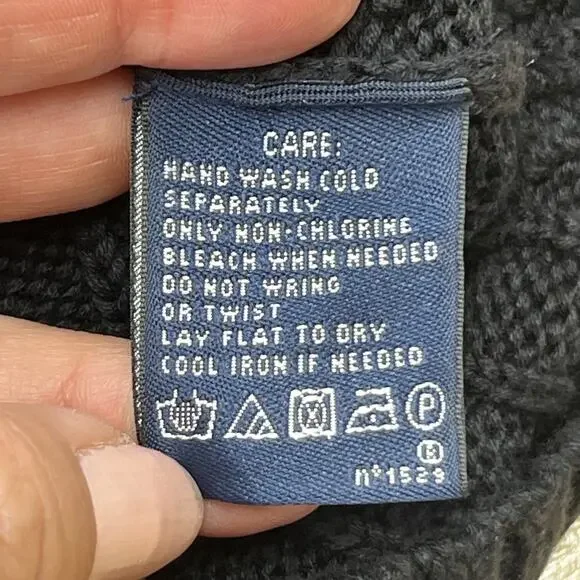 CARE:
HAND WASH COLD
SEPARATELY
ONLY NON-CHLORINE
BLEACH WHEN NEEDED
DO NOT WRING
OR TWIST
LAY FLAT TO DRY
COOL IRON IF NEEDED
P
n°1529